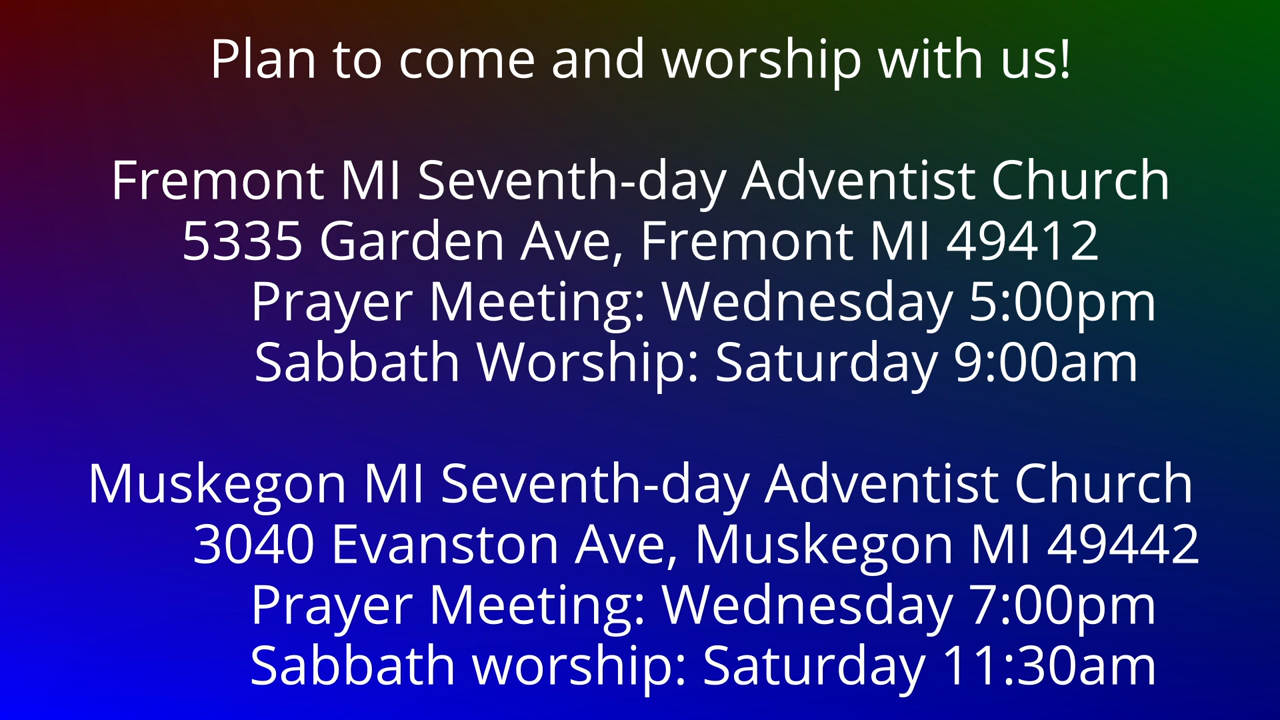 Plan to come and worship with us!
Fremont MI Seventh-day Adventist Church
5335 Garden Ave, Fremont MI 49412
Prayer Meeting: Wednesday 5:00pm
Sabbath Worship: Saturday 9:00am
Muskegon MI Seventh-day Adventist Church
3040 Evanston Ave, Muskegon MI 49442
Prayer Meeting: Wednesday 7:00pm
Sabbath worship: Saturday 11:30am